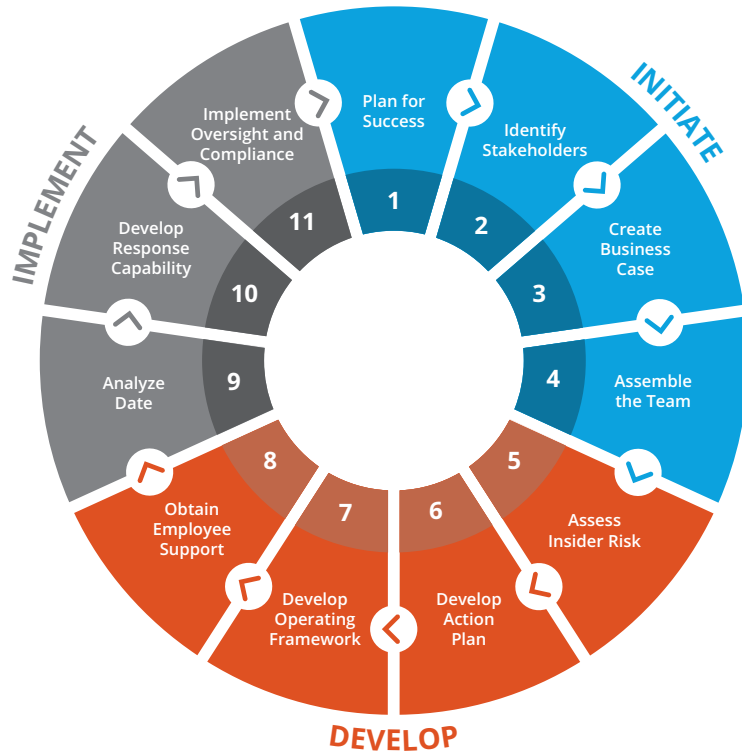 INITIATE
Plan for
Success
1
Identify
Stakeholders
2
Create
Business
Case
3
Assemble
the Team
4
DEVELOP
Assess
Insider Risk
5
Develop
Action
Plan
6
Develop
Operating
Framework
7
Obtain
Employee
Support
8
IMPLEMENT
Analyze
Date
9
Develop
Response
Capability
10
Implement
Oversight and
Compliance
11